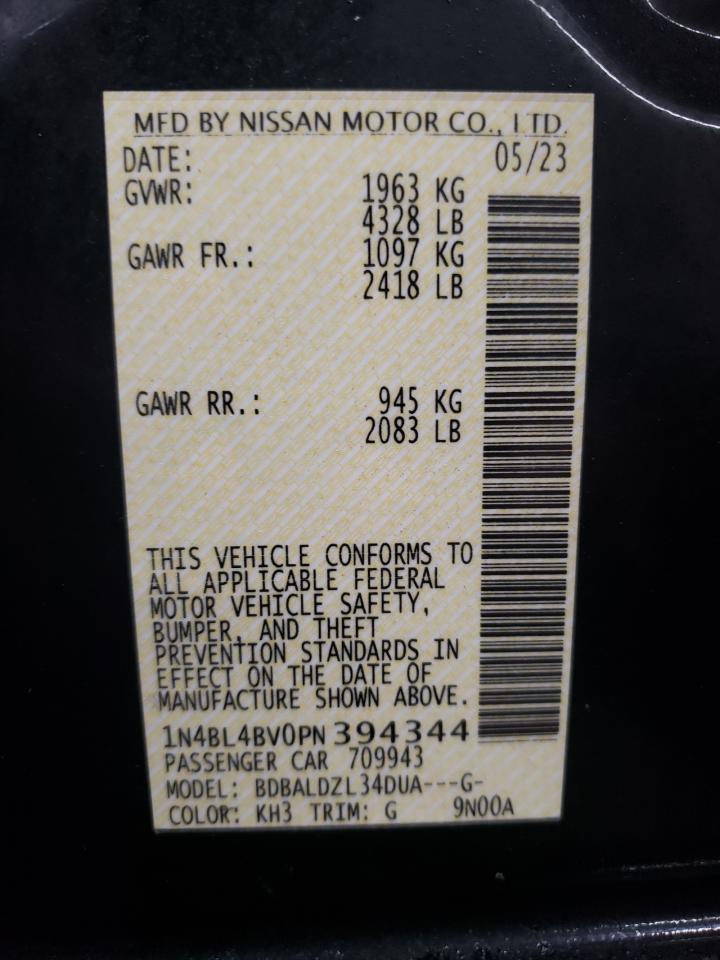 MFD BY NISSAN MOTOR CO., LTD.
DATE: 05/23
GVWR: 1963 KG
4328 LB
GAWR FR.: 1097 KG
2418 LB
GAWR RR.: 945 KG
2083 LB
THIS VEHICLE CONFORMS TO
ALL APPLICABLE FEDERAL
MOTOR VEHICLE SAFETY,
BUMPER, AND THEFT
PREVENTION STANDARDS IN
EFFECT ON THE DATE OF
MANUFACTURE SHOWN ABOVE.
1N4BL4BV0PN394344
PASSENGER CAR 709943
MODEL: BDBALDZL34DUA---G-
COLOR: KH3 TRIM: G 9N00A